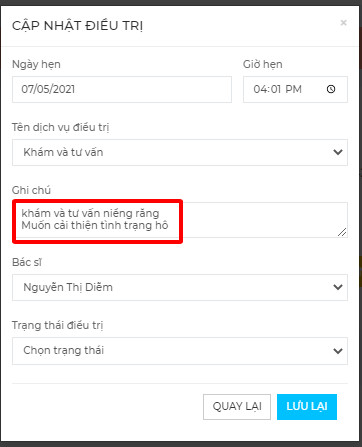 CẬP NHẬT ĐIỀU TRỊ
×
Ngày hẹn
Giờ hẹn
07/05/2021
04:01 PM
Tên dịch vụ điều trị
Khám và tư vấn
Ghi chú
khám và tư vấn niềng răng
Muốn cải thiện tình trạng hô
Bác sĩ
Nguyễn Thị Diễm
Trạng thái điều trị
Chọn trạng thái
QUAY LẠI
LƯU LẠI